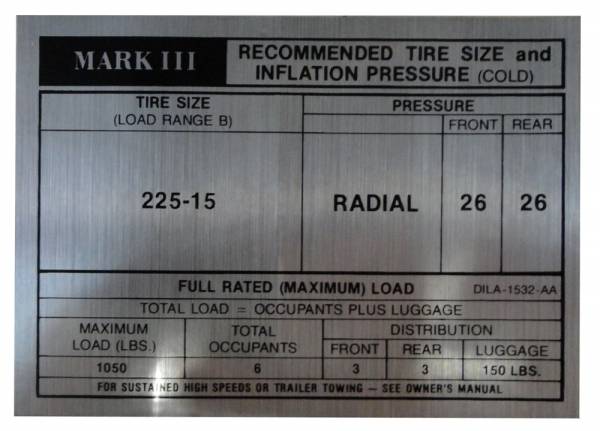 MARK III
RECOMMENDED TIRE SIZE and
INFLATION PRESSURE (COLD)
TIRE SIZE
(LOAD RANGE B)
PRESSURE
FRONT REAR
225-15 RADIAL 26 26
FULL RATED (MAXIMUM) LOAD DILA-1532-AA
TOTAL LOAD = OCCUPANTS PLUS LUGGAGE
MAXIMUM
LOAD (LBS.)
TOTAL
OCCUPANTS
DISTRIBUTION
FRONT REAR LUGGAGE
1050 6 3 3 150 LBS.
FOR SUSTAINED HIGH SPEEDS OR TRAILER TOWING — SEE OWNER'S MANUAL